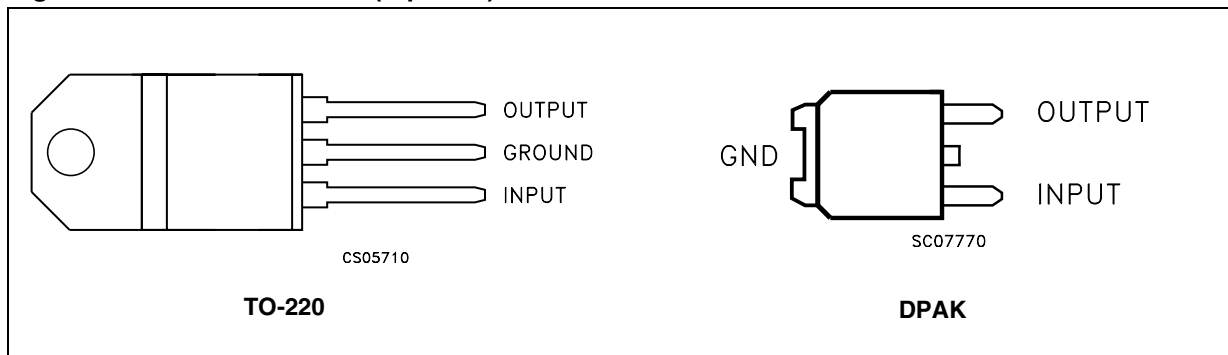 OUTPUT
GROUND
INPUT
CS05710
TO-220
GND
OUTPUT
INPUT
SC07770
DPAK